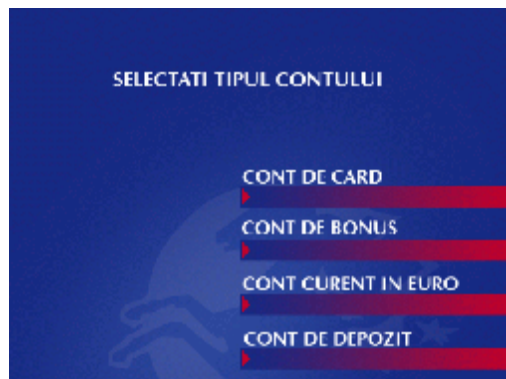 SELECTATI TIPUL CONTULUI
CONT DE CARD
CONT DE BONUS
CONT CURENT IN EURO
CONT DE DEPOZIT